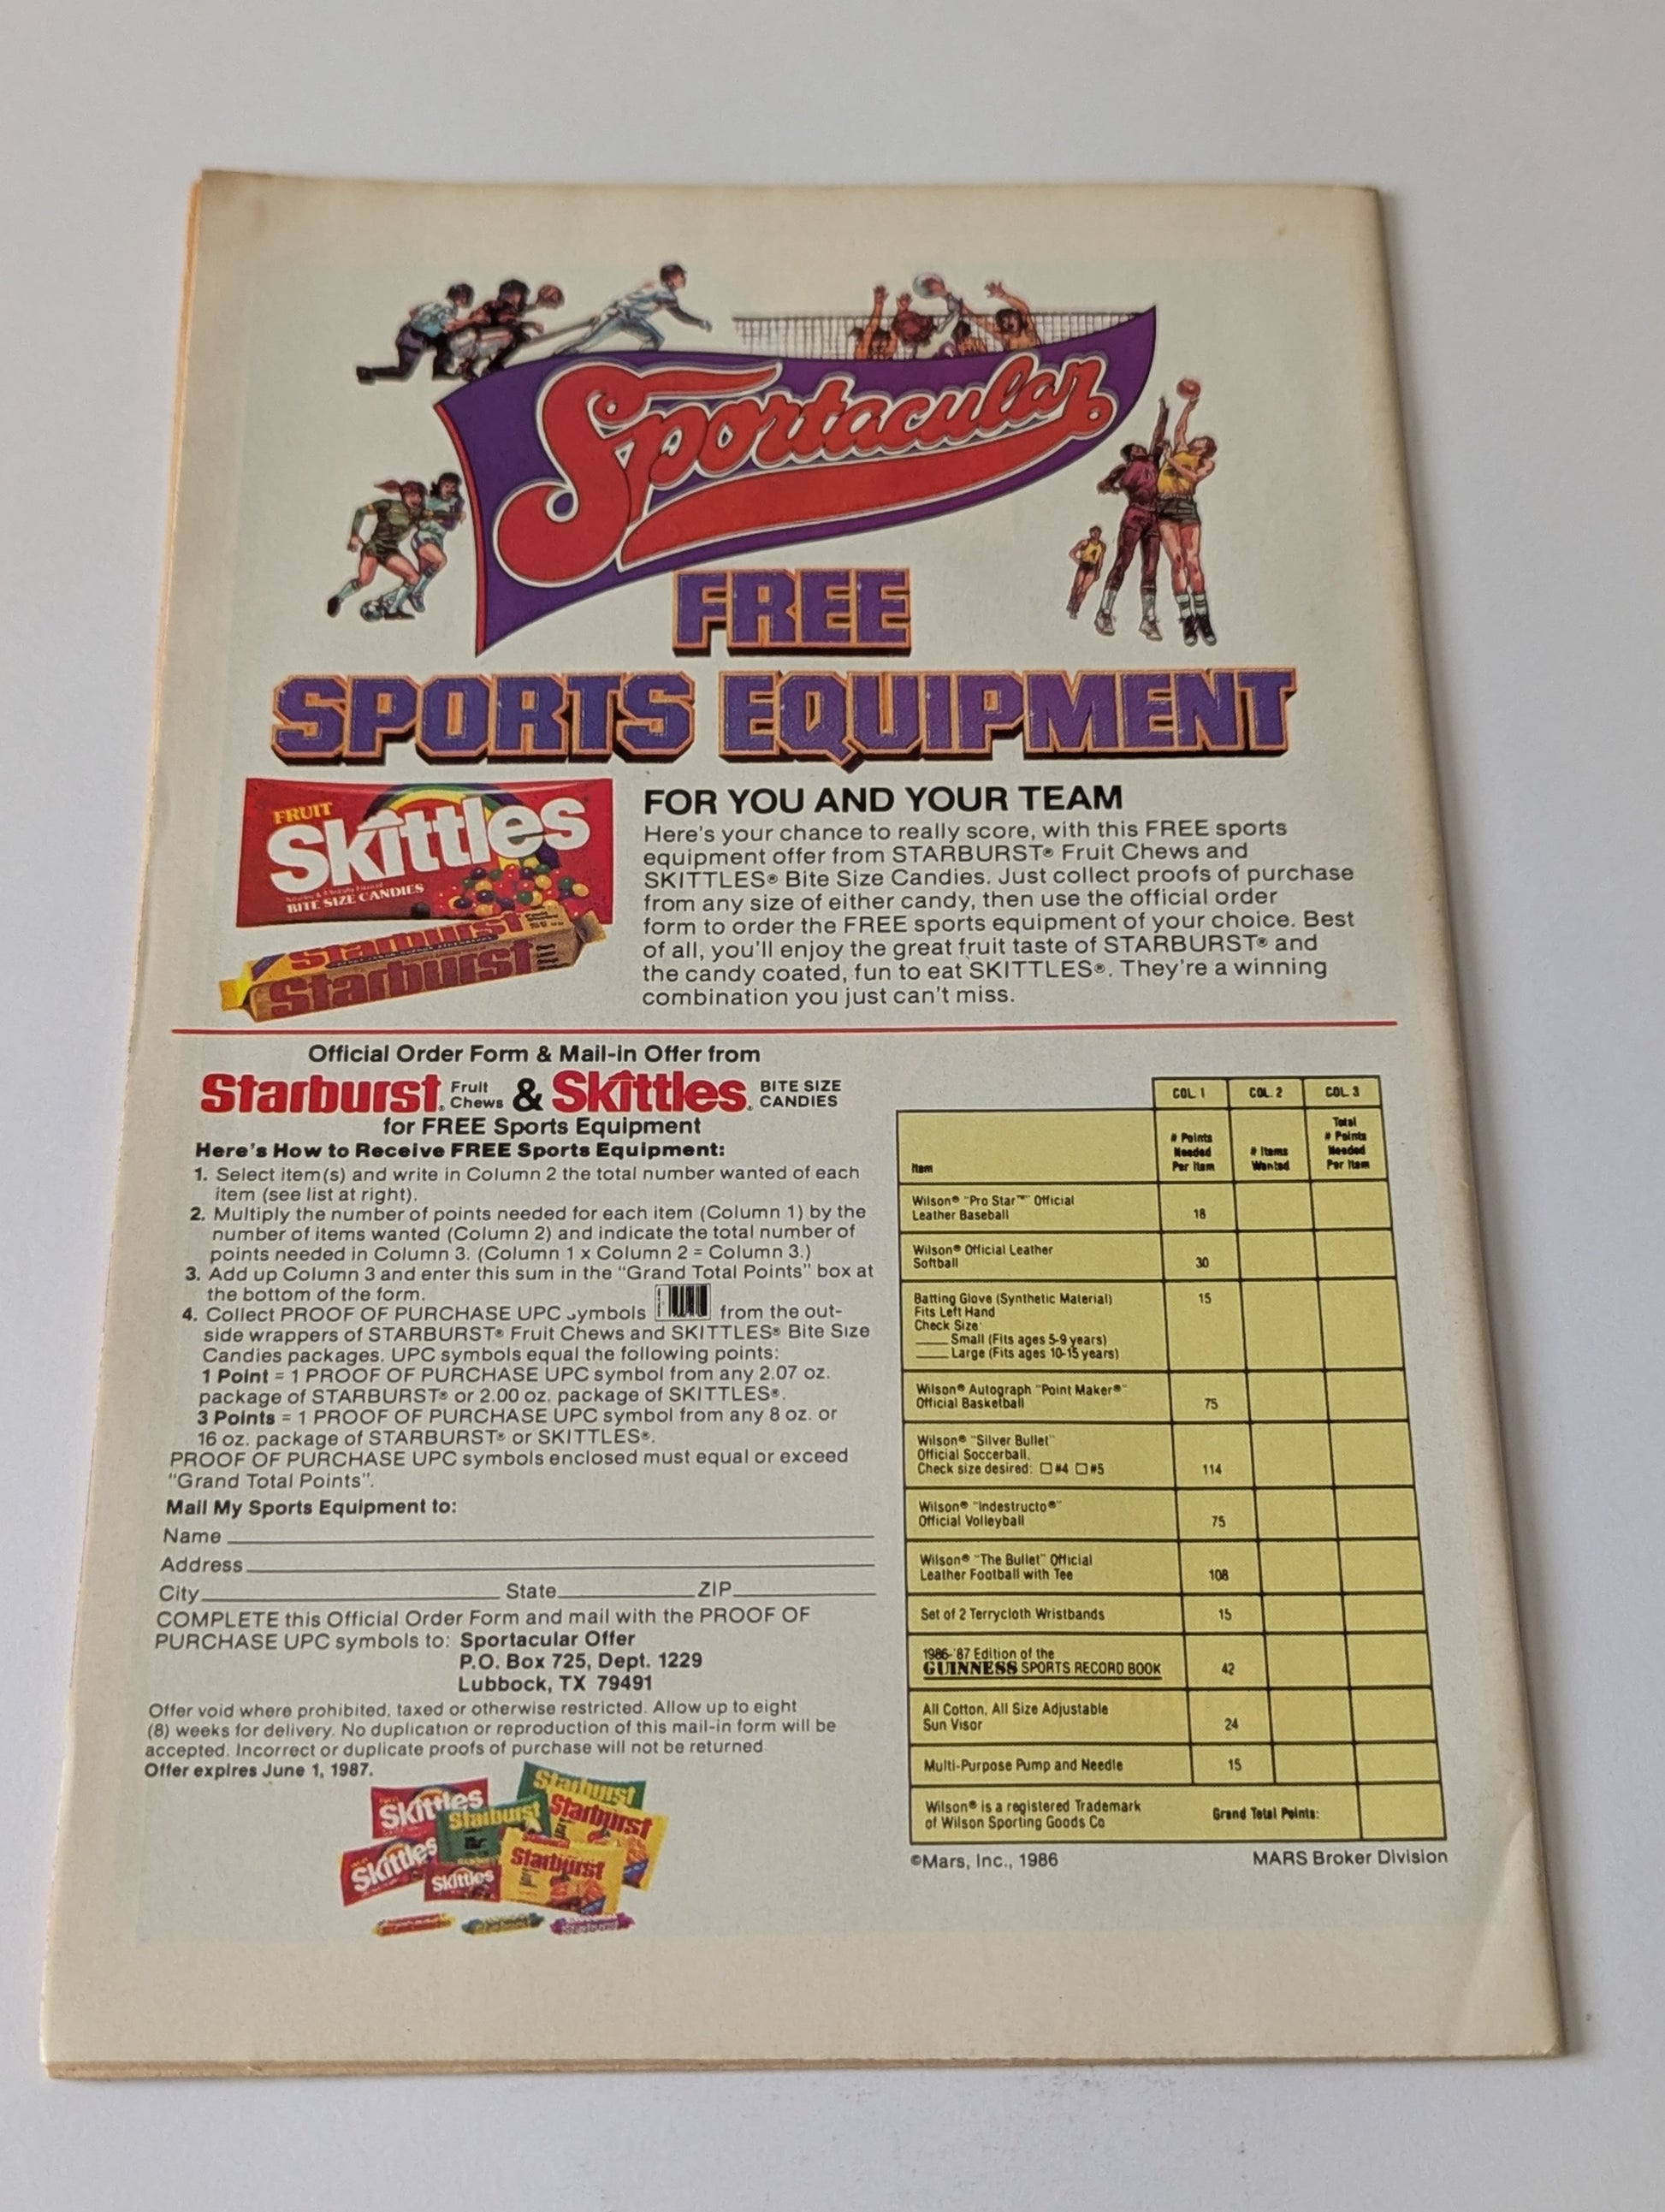 Sportacular
FREE
SPORTS EQUIPMENT
FRUIT
Skittles
BITE SIZE CANDIES
Starburst
Starburst
FOR YOU AND YOUR TEAM
Here's your chance to really score, with this FREE sports
equipment offer from STARBURST® Fruit Chews and
SKITTLES® Bite Size Candies. Just collect proofs of purchase
from any size of either candy, then use the official order
form to order the FREE sports equipment of your choice. Best
of all, you'll enjoy the great fruit taste of STARBURST® and
the candy coated, fun to eat SKITTLES®. They're a winning
combination you just can't miss.
Official Order Form & Mail-in Offer from
Starburst® Fruit Chews & Skittles® BITE SIZE CANDIES
for FREE Sports Equipment
Here's How to Receive FREE Sports Equipment:
1. Select item(s) and write in Column 2 the total number wanted of each
item (see list at right).
2. Multiply the number of points needed for each item (Column 1) by the
number of items wanted (Column 2) and indicate the total number of
points needed in Column 3. (Column 1 x Column 2 = Column 3.)
3. Add up Column 3 and enter this sum in the "Grand Total Points" box at
the bottom of the form.
4. Collect PROOF OF PURCHASE UPC symbols from the out-
side wrappers of STARBURST® Fruit Chews and SKITTLES® Bite Size
Candies packages. UPC symbols equal the following points:
1 Point = 1 PROOF OF PURCHASE UPC symbol from any 2.07 oz.
package of STARBURST® or 2.00 oz. package of SKITTLES®.
3 Points = 1 PROOF OF PURCHASE UPC symbol from any 8 oz. or
16 oz. package of STARBURST® or SKITTLES®.
PROOF OF PURCHASE UPC symbols enclosed must equal or exceed
"Grand Total Points".
Mail My Sports Equipment to:
Name
Address
City State ZIP
COMPLETE this Official Order Form and mail with the PROOF OF
PURCHASE UPC symbols to: Sportacular Offer
P.O. Box 725, Dept. 1229
Lubbock, TX 79491
Offer void where prohibited, taxed or otherwise restricted. Allow up to eight
(8) weeks for delivery. No duplication or reproduction of this mail-in form will be
accepted. Incorrect or duplicate proofs of purchase will not be returned
Offer expires June 1, 1987.
Skittles
Starburst
Starburst
Starburst
Skittles
Skittles
Starburst
COL. 1 COL. 2 COL. 3
Item # Points Needed Per Item # Items Wanted Total # Points Needed Per Item
Wilson® "Pro Star™" Official
Leather Baseball 18
Wilson® Official Leather
Softball 30
Batting Glove (Synthetic Material) 15
Fits Left Hand
Check Size
Small (Fits ages 5-9 years)
Large (Fits ages 10-15 years)
Wilson® Autograph "Point Maker®"
Official Basketball 75
Wilson® "Silver Bullet"
Official Soccerball.
Check size desired: ☐ #4 ☐ #5 114
Wilson® "Indestructo®"
Official Volleyball 75
Wilson® "The Bullet" Official
Leather Football with Tee 108
Set of 2 Terrycloth Wristbands 15
1986-'87 Edition of the
GUINNESS SPORTS RECORD BOOK 42
All Cotton, All Size Adjustable
Sun Visor 24
Multi-Purpose Pump and Needle 15
Wilson® is a registered Trademark
of Wilson Sporting Goods Co
Grand Total Points:
©Mars, Inc., 1986 MARS Broker Division